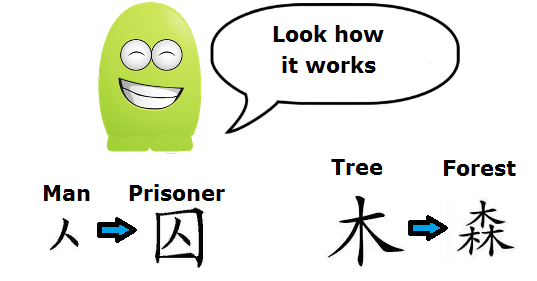 Look how
it works
Man Prisoner
人 囚
Tree Forest
木 森